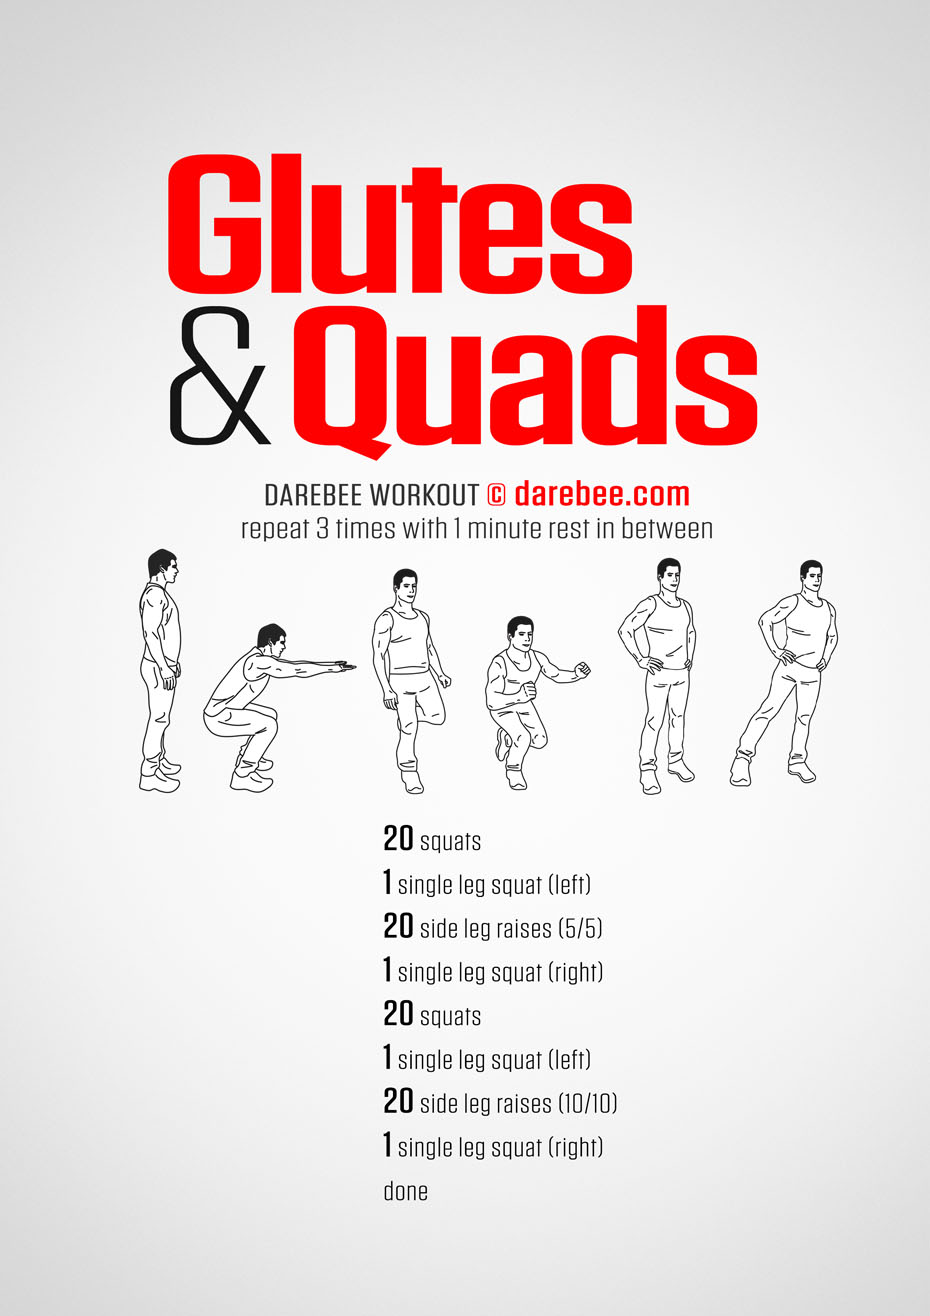 Glutes
& Quads
DAREBEE WORKOUT © darebee.com
repeat 3 times with 1 minute rest in between
20 squats
1 single leg squat (left)
20 side leg raises (5/5)
1 single leg squat (right)
20 squats
1 single leg squat (left)
20 side leg raises (10/10)
1 single leg squat (right)
done